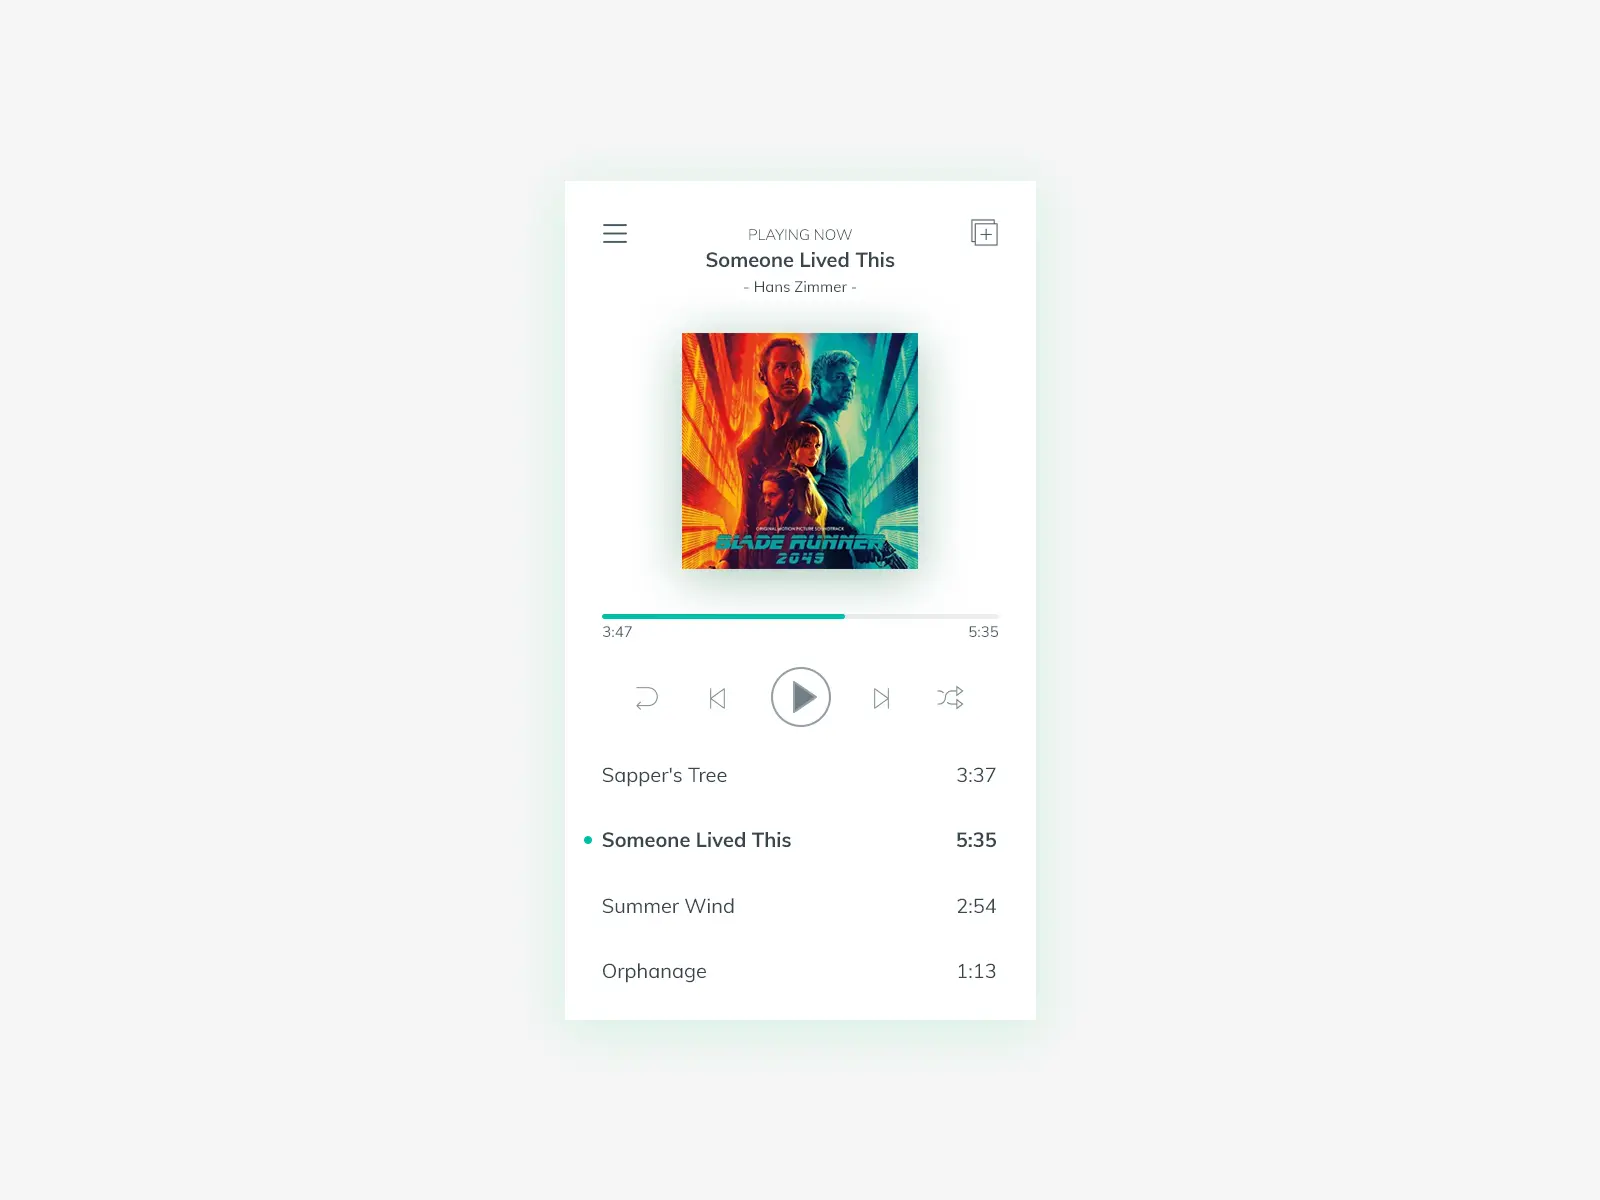 PLAYING NOW
Someone Lived This
- Hans Zimmer -
ORIGINAL MOTION PICTURE SOUNDTRACK
BLADE RUNNER
2049
3:47 5:35
Sapper's Tree 3:37
Someone Lived This 5:35
Summer Wind 2:54
Orphanage 1:13